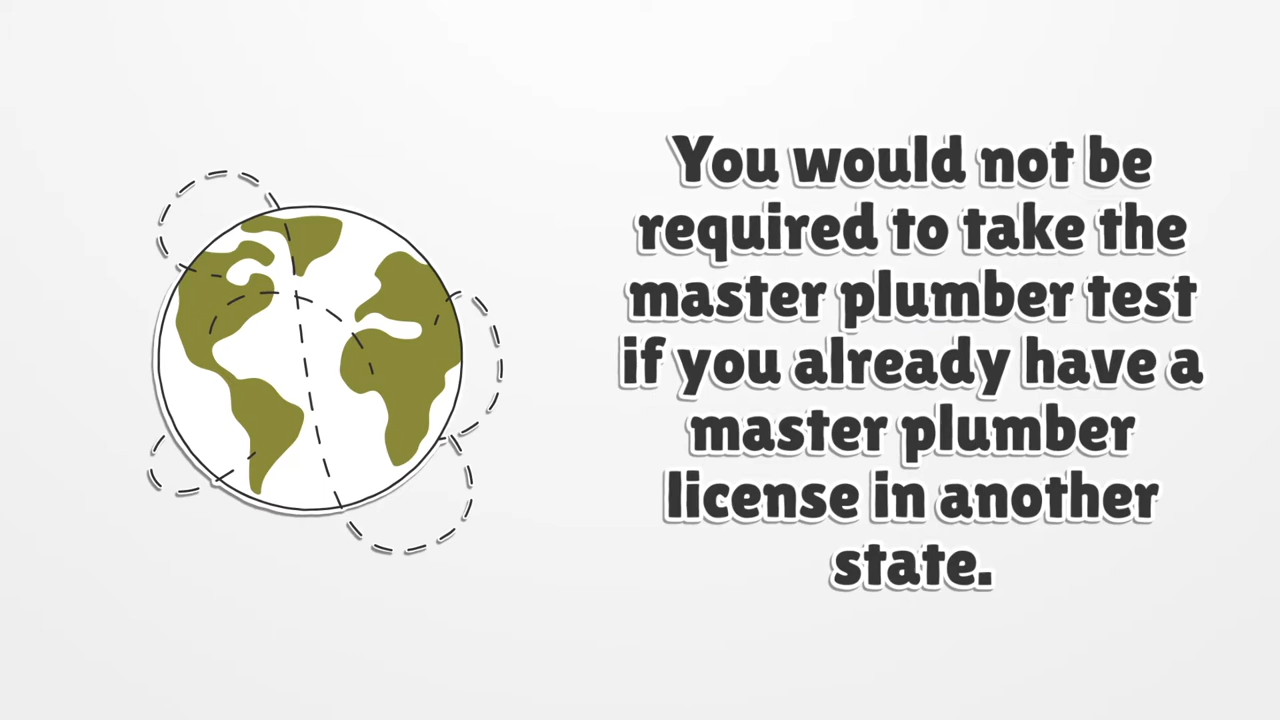 You would not be
required to take the
master plumber test
if you already have a
master plumber
license in another
state.